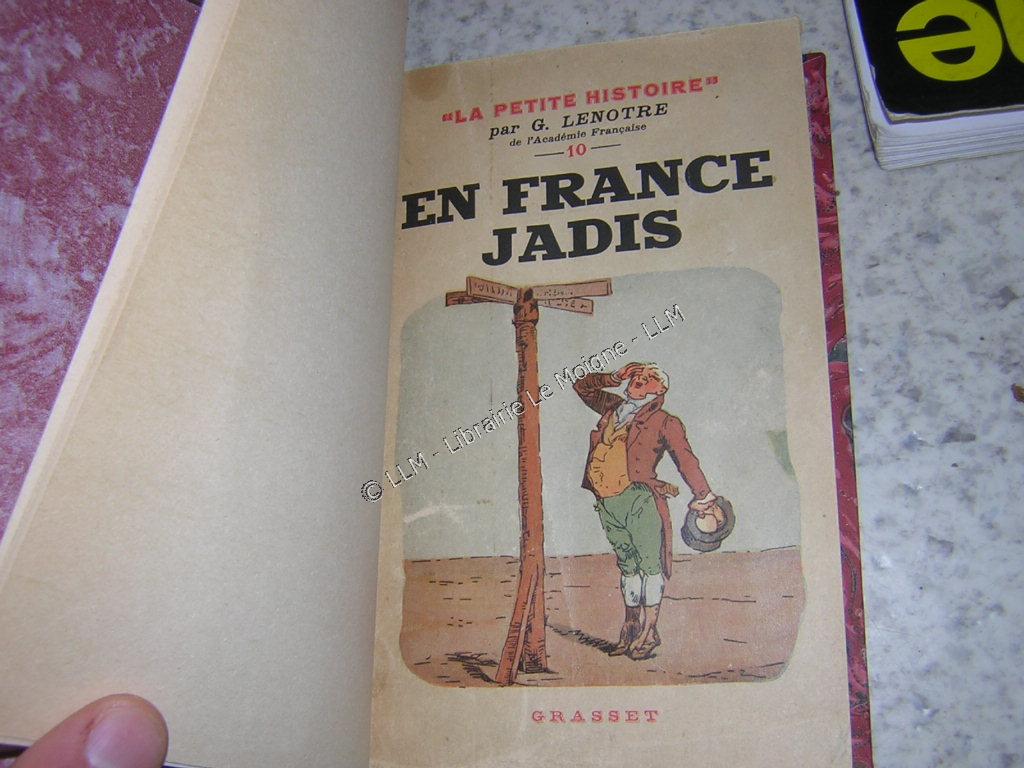 "LA PETITE HISTOIRE"
par G. LENOTRE
de l'Académie Française
10
EN FRANCE
JADIS
© LLM - Librairie Le Moigne - LLM
GRASSET
e